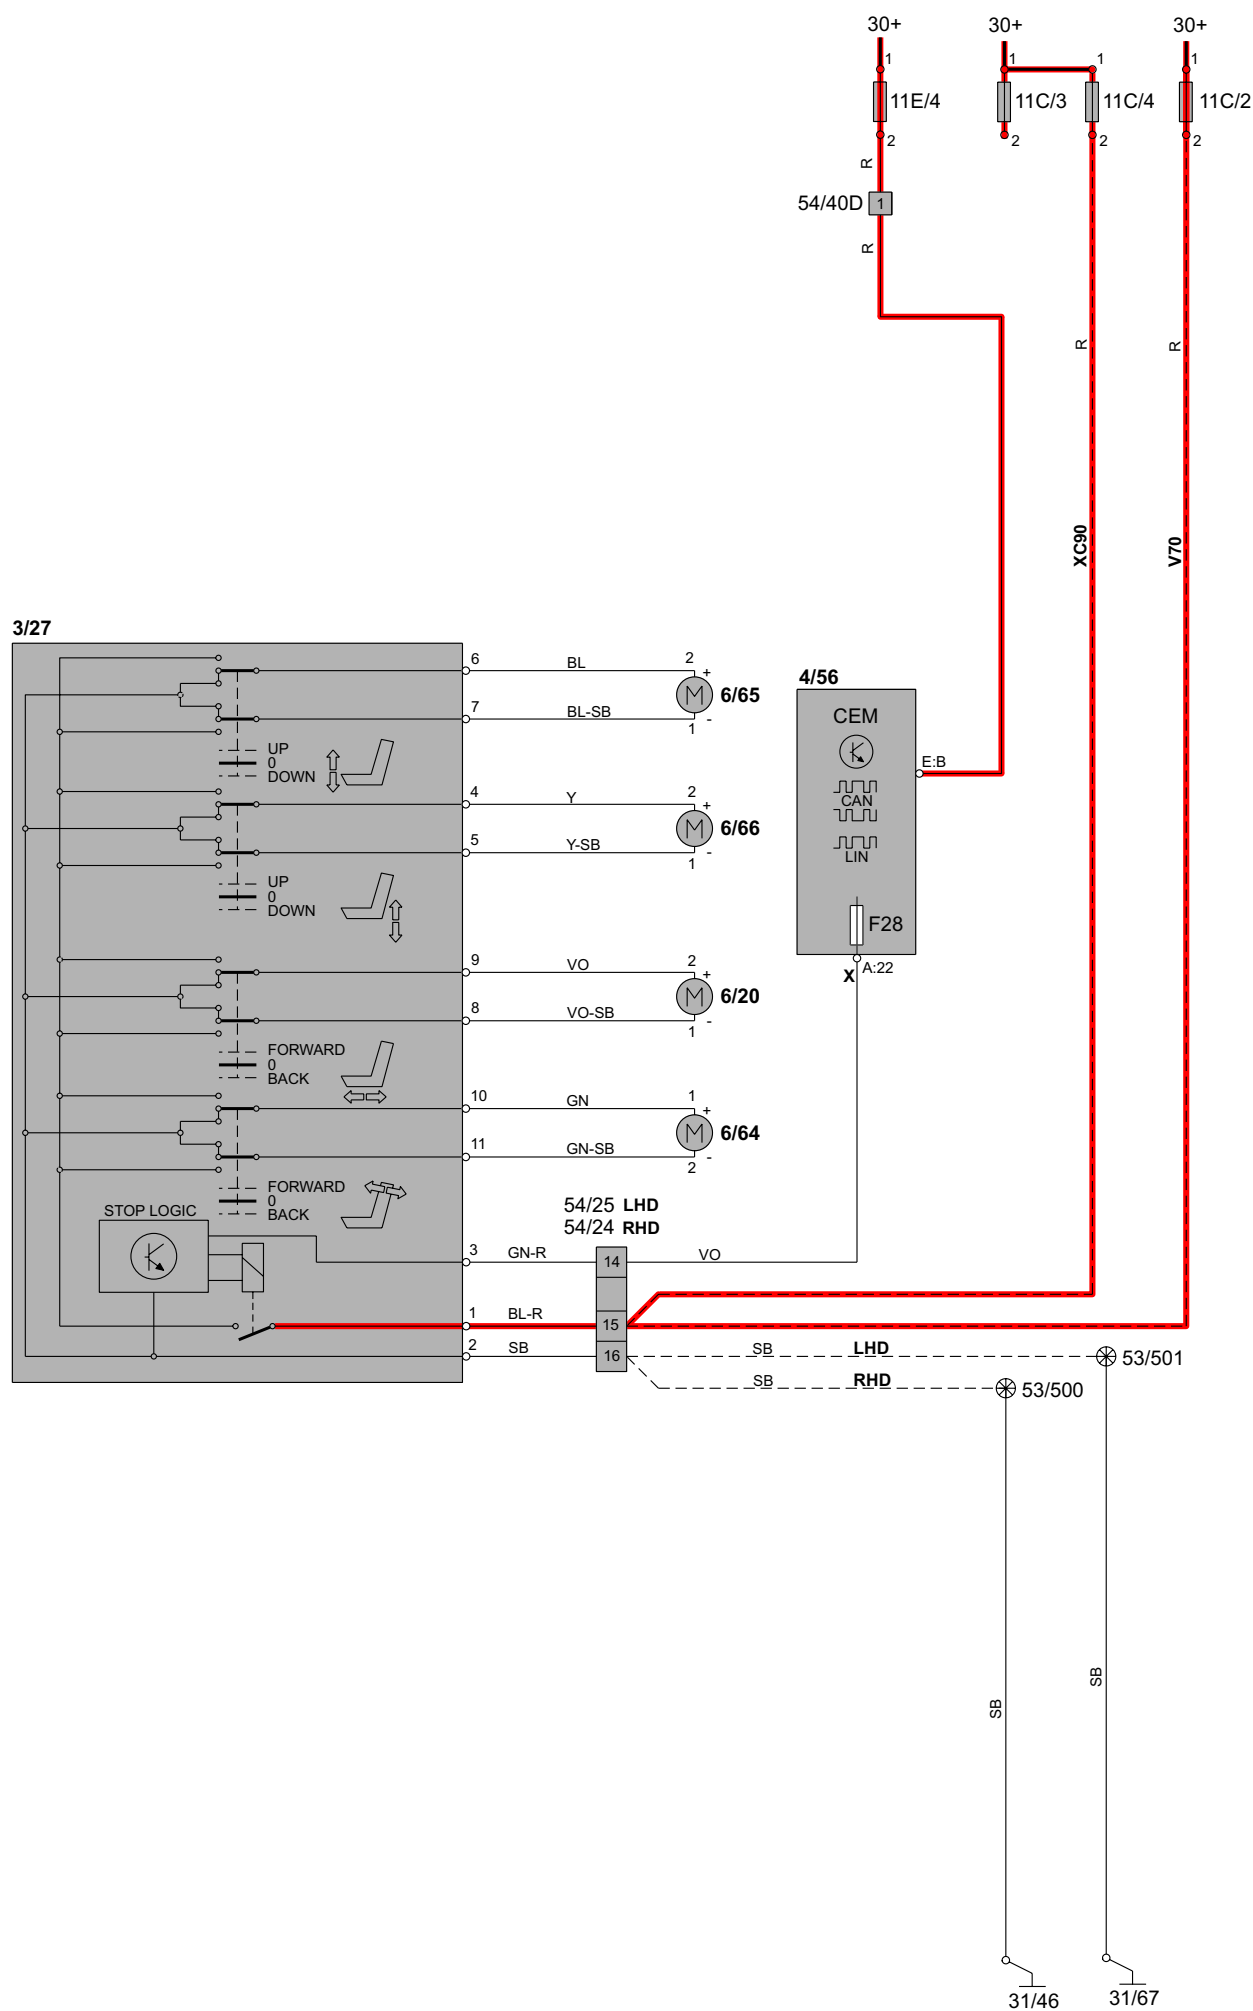 30+ 30+ 30+
1 1 1 1
11E/4 11C/3 11C/4 11C/2
2 2 2 2
R
54/40D 1
R
R R
XC90 V70
3/27
6 BL 2
+
M 6/65
7 BL-SB 1 -
UP
0
DOWN
4 Y 2
+
M 6/66
5 Y-SB 1 -
UP
0
DOWN
9 VO 2
+
M 6/20
8 VO-SB 1 -
FORWARD
0
BACK
10 GN 1
+
M 6/64
11 GN-SB 2 -
FORWARD
0
BACK
4/56
CEM
E:B
CAN
LIN
F28
X A:22
STOP LOGIC
54/25 LHD
54/24 RHD
3 GN-R 14 VO
1 BL-R 15
2 SB 16 SB LHD 53/501
SB RHD 53/500
SB SB
31/46 31/67